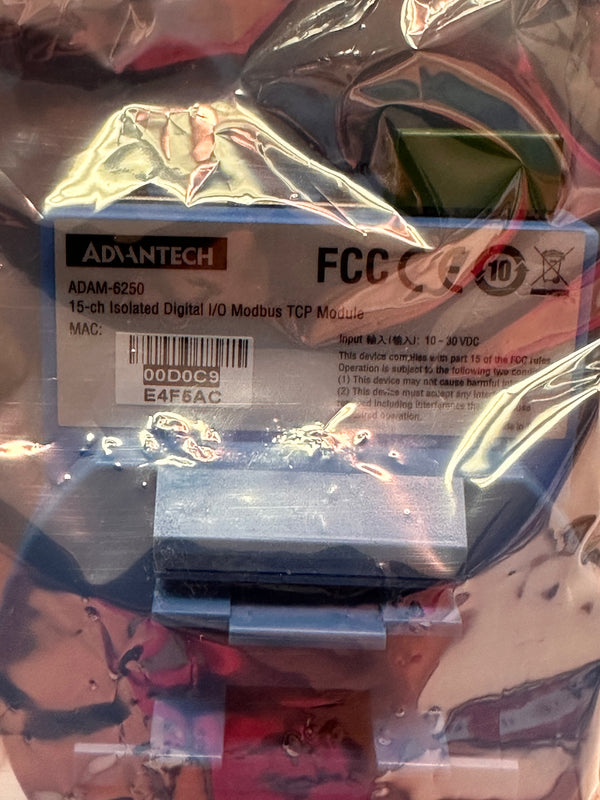 ADVANTECH
FCC CE 10
ADAM-6250
15-ch Isolated Digital I/O Modbus TCP Module
MAC:
00D0C9
E4F5AC
Input 輸入(输入): 10 - 30 VDC
This device complies with part 15 of the FCC rules
Operation is subject to the following two
(1) This device may not cause harmful
(2) This device must accept any
including interference
operation.